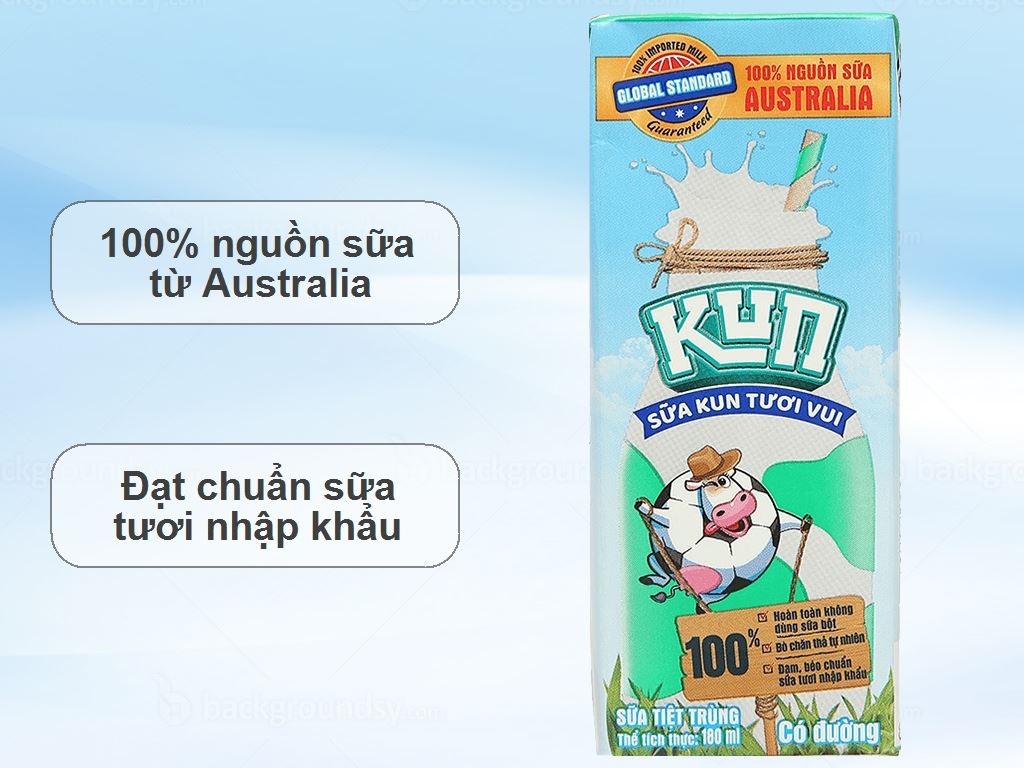 100% nguồn sữa
từ Australia
Đạt chuẩn sữa
tươi nhập khẩu
100% IMPORTED MILK
GLOBAL STANDARD
Guaranteed
100% NGUỒN SỮA
AUSTRALIA
KUN
SỮA KUN TƯƠI VUI
100%
Hoàn toàn không
dùng sữa bột
Bò chăn thả tự nhiên
Đạm, béo chuẩn
sữa tươi nhập khẩu
SỮA TIỆT TRÙNG
Thể tích thực: 180 ml
Có đường
backgroundsy.com